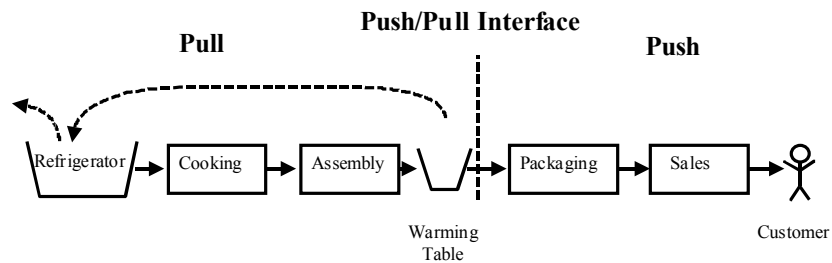 Push/Pull Interface
Pull
Push
Refrigerator
Cooking
Assembly
Packaging
Sales
Warming
Table
Customer